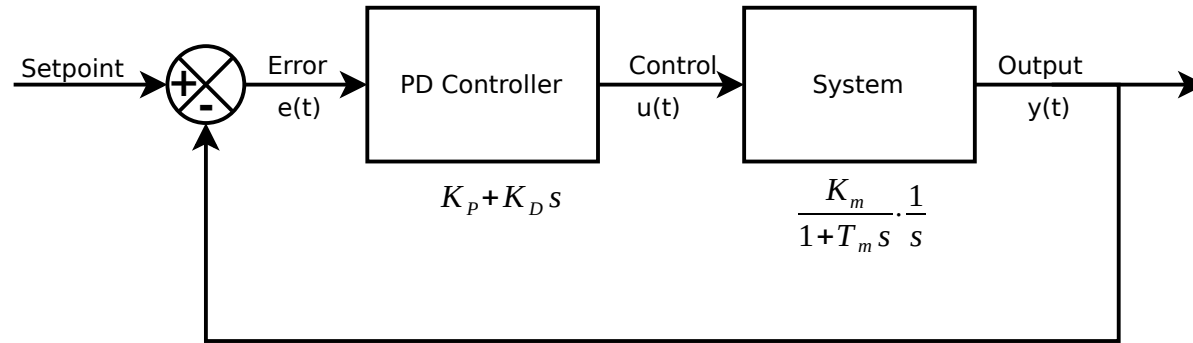 Setpoint
+
-
Error
e(t)
PD Controller
K_P + K_D s
Control
u(t)
System
K_m / (1 + T_m s) · 1 / s
Output
y(t)